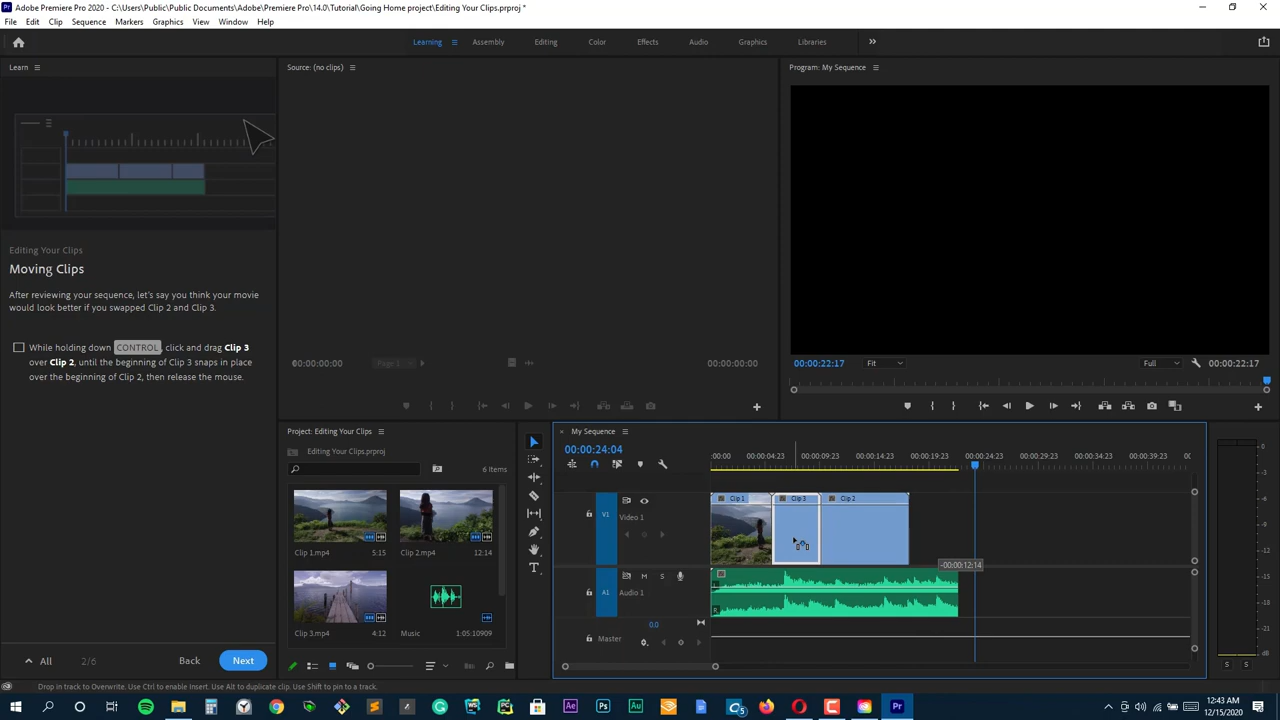 Adobe Premiere Pro 2020 - C:\Users\Public\Public Documents\Adobe\Premiere Pro\14.0\Tutorial\Going Home project\Editing Your Clips.prproj *
File Edit Clip Sequence Markers Graphics View Window Help
Learning Assembly Editing Color Effects Audio Graphics Libraries
Learn
Source: (no clips)
Program: My Sequence
Editing Your Clips
Moving Clips
After reviewing your sequence, let's say you think your movie
would look better if you swapped Clip 2 and Clip 3.
While holding down CONTROL, click and drag Clip 3
over Clip 2, until the beginning of Clip 3 snaps in place
over the beginning of Clip 2, then release the mouse.
00:00:00:00 Page 1 00:00:00:00
00:00:22:17 Fit Full 00:00:22:17
Project: Editing Your Clips
Editing Your Clips.prproj
6 Items
Clip 1.mp4 5:15
Clip 2.mp4 12:14
Clip 3.mp4 4:12
Music 1:05:10909
My Sequence
00:00:24:04
:00:00 00:00:04:23 00:00:09:23 00:00:14:23 00:00:19:23 00:00:24:23 00:00:29:23 00:00:34:23 00:00:39:23 00:
Clip 1 Clip 3 Clip 2
V1 Video 1
-00:00:12:14
A1 M S
Audio 1
L
R
0.0
Master
0
S S
All 2/6 Back Next
Drop in track to Overwrite. Use Ctrl to enable Insert. Use Alt to duplicate clip. Use Shift to pin to a track.
12:43 AM
12/15/2020